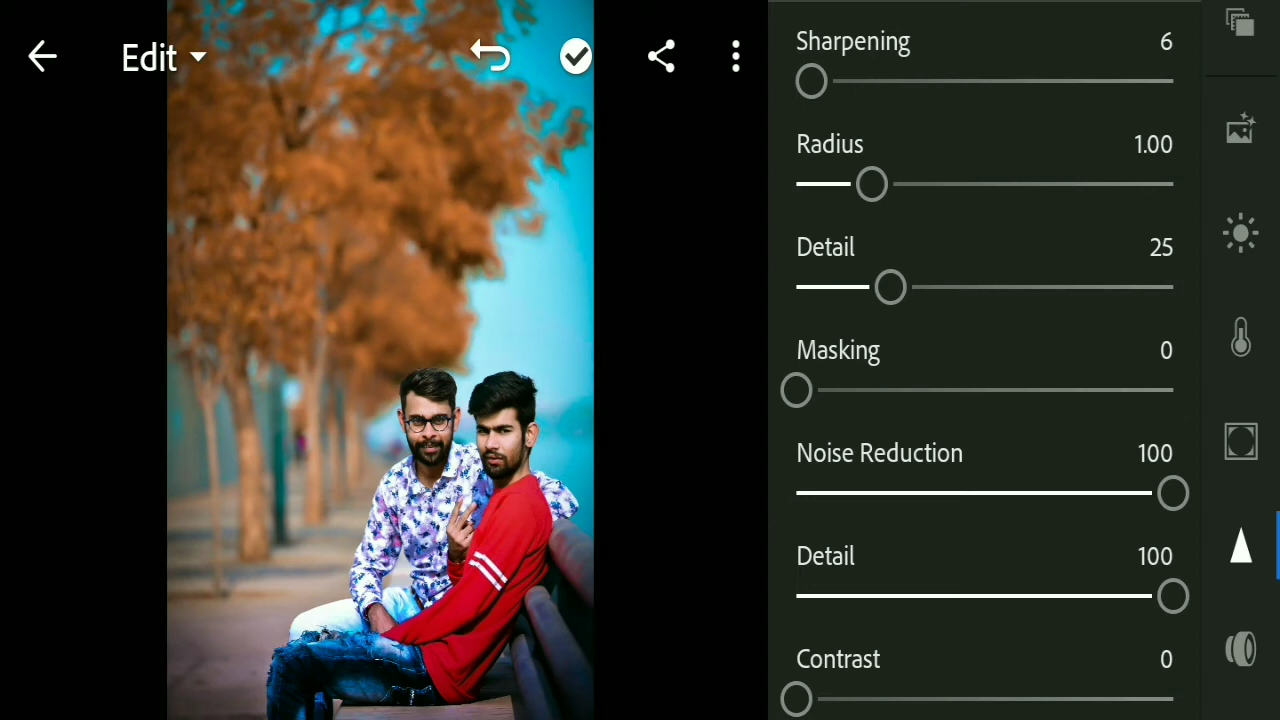 Edit
Sharpening 6
Radius 1.00
Detail 25
Masking 0
Noise Reduction 100
Detail 100
Contrast 0